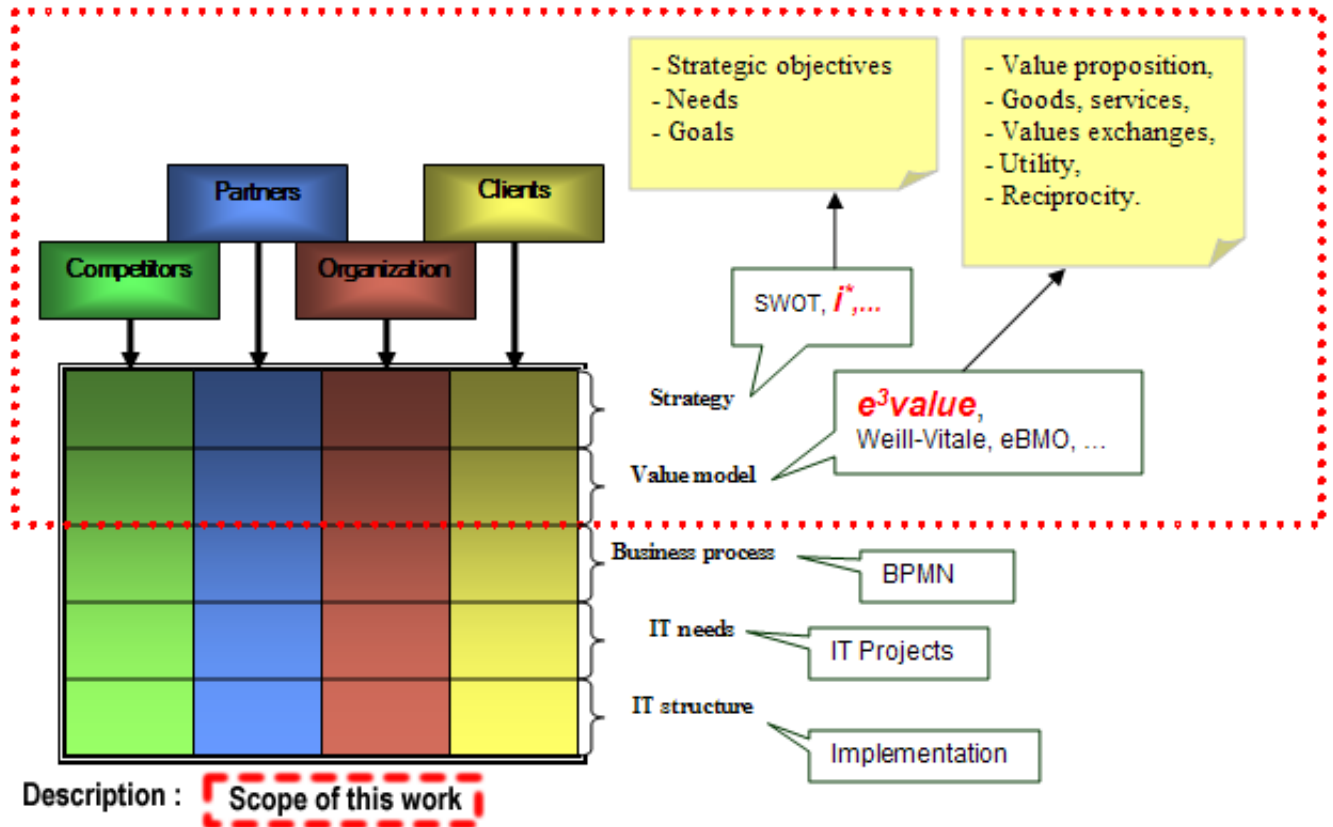 - Strategic objectives
- Needs
- Goals
- Value proposition,
- Goods, services,
- Values exchanges,
- Utility,
- Reciprocity.
Partners
Clients
Competitors
Organization
SWOT, i*,...
Strategy
e³value,
Weill-Vitale, eBMO, ...
Value model
Business process
BPMN
IT needs
IT Projects
IT structure
Implementation
Description :
Scope of this work